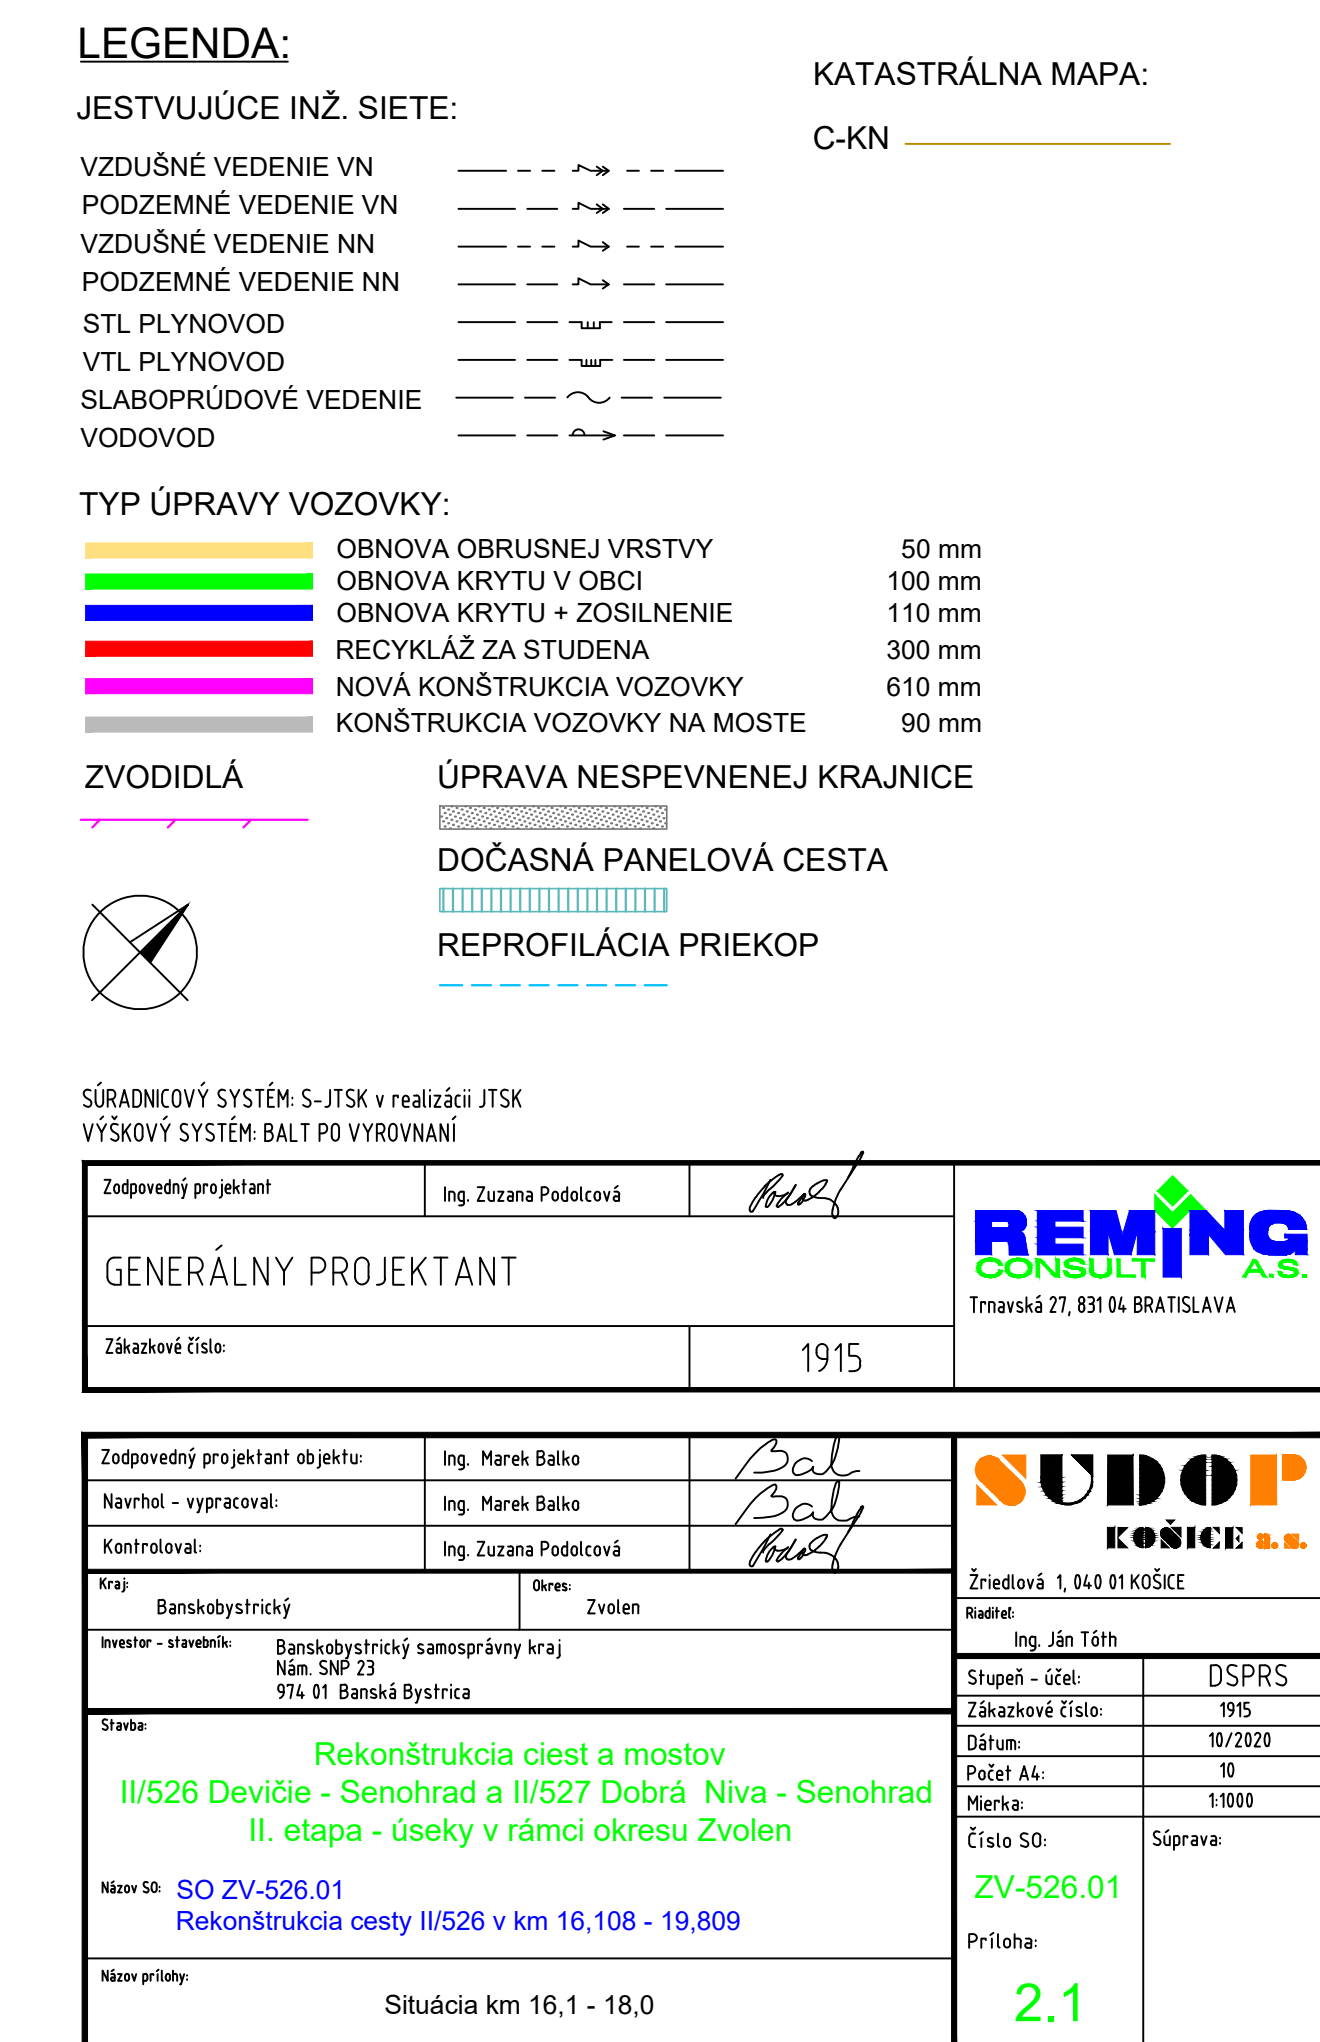 LEGENDA:
KATASTRÁLNA MAPA:
C-KN
JESTVUJÚCE INŽ. SIETE:
VZDUŠNÉ VEDENIE VN
PODZEMNÉ VEDENIE VN
VZDUŠNÉ VEDENIE NN
PODZEMNÉ VEDENIE NN
STL PLYNOVOD
VTL PLYNOVOD
SLABOPRÚDOVÉ VEDENIE
VODOVOD
TYP ÚPRAVY VOZOVKY:
OBNOVA OBRUSNEJ VRSTVY 50 mm
OBNOVA KRYTU V OBCI 100 mm
OBNOVA KRYTU + ZOSILNENIE 110 mm
RECYKLÁŽ ZA STUDENA 300 mm
NOVÁ KONŠTRUKCIA VOZOVKY 610 mm
KONŠTRUKCIA VOZOVKY NA MOSTE 90 mm
ZVODIDLÁ
ÚPRAVA NESPEVNENEJ KRAJNICE
DOČASNÁ PANELOVÁ CESTA
REPROFILÁCIA PRIEKOP
SÚRADNICOVÝ SYSTÉM: S-JTSK v realizácii JTSK
VÝŠKOVÝ SYSTÉM: BALT PO VYROVNANÍ
Zodpovedný projektant Ing. Zuzana Podolcová
GENERÁLNY PROJEKTANT
Zákazkové číslo: 1915
REMING
CONSULT A.S.
Trnavská 27, 831 04 BRATISLAVA
Zodpovedný projektant objektu: Ing. Marek Balko
Navrhol - vypracoval: Ing. Marek Balko
Kontroloval: Ing. Zuzana Podolcová
Kraj: Banskobystrický
Okres: Zvolen
Investor - stavebník: Banskobystrický samosprávny kraj
Nám. SNP 23
974 01 Banská Bystrica
Stavba:
Rekonštrukcia ciest a mostov
II/526 Devičie - Senohrad a II/527 Dobrá Niva - Senohrad
II. etapa - úseky v rámci okresu Zvolen
Názov SO: SO ZV-526.01
Rekonštrukcia cesty II/526 v km 16,108 - 19,809
Názov prílohy:
Situácia km 16,1 - 18,0
SUDOP
KOŠICE a.s.
Žriedlová 1, 040 01 KOŠICE
Riaditeľ:
Ing. Ján Tóth
Stupeň - účel: DSPRS
Zákazkové číslo: 1915
Dátum: 10/2020
Počet A4: 10
Mierka: 1:1000
Číslo SO:
ZV-526.01
Súprava:
Príloha:
2.1